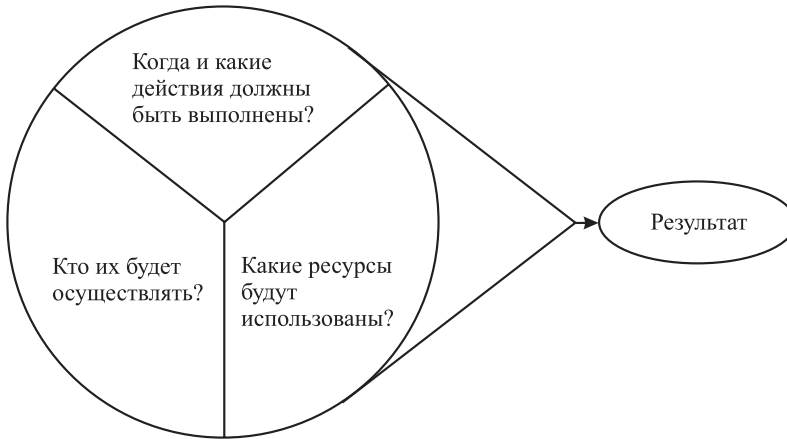 Когда и какие
действия должны
быть выполнены?
Кто их будет
осуществлять?
Какие ресурсы
будут
использованы?
Результат